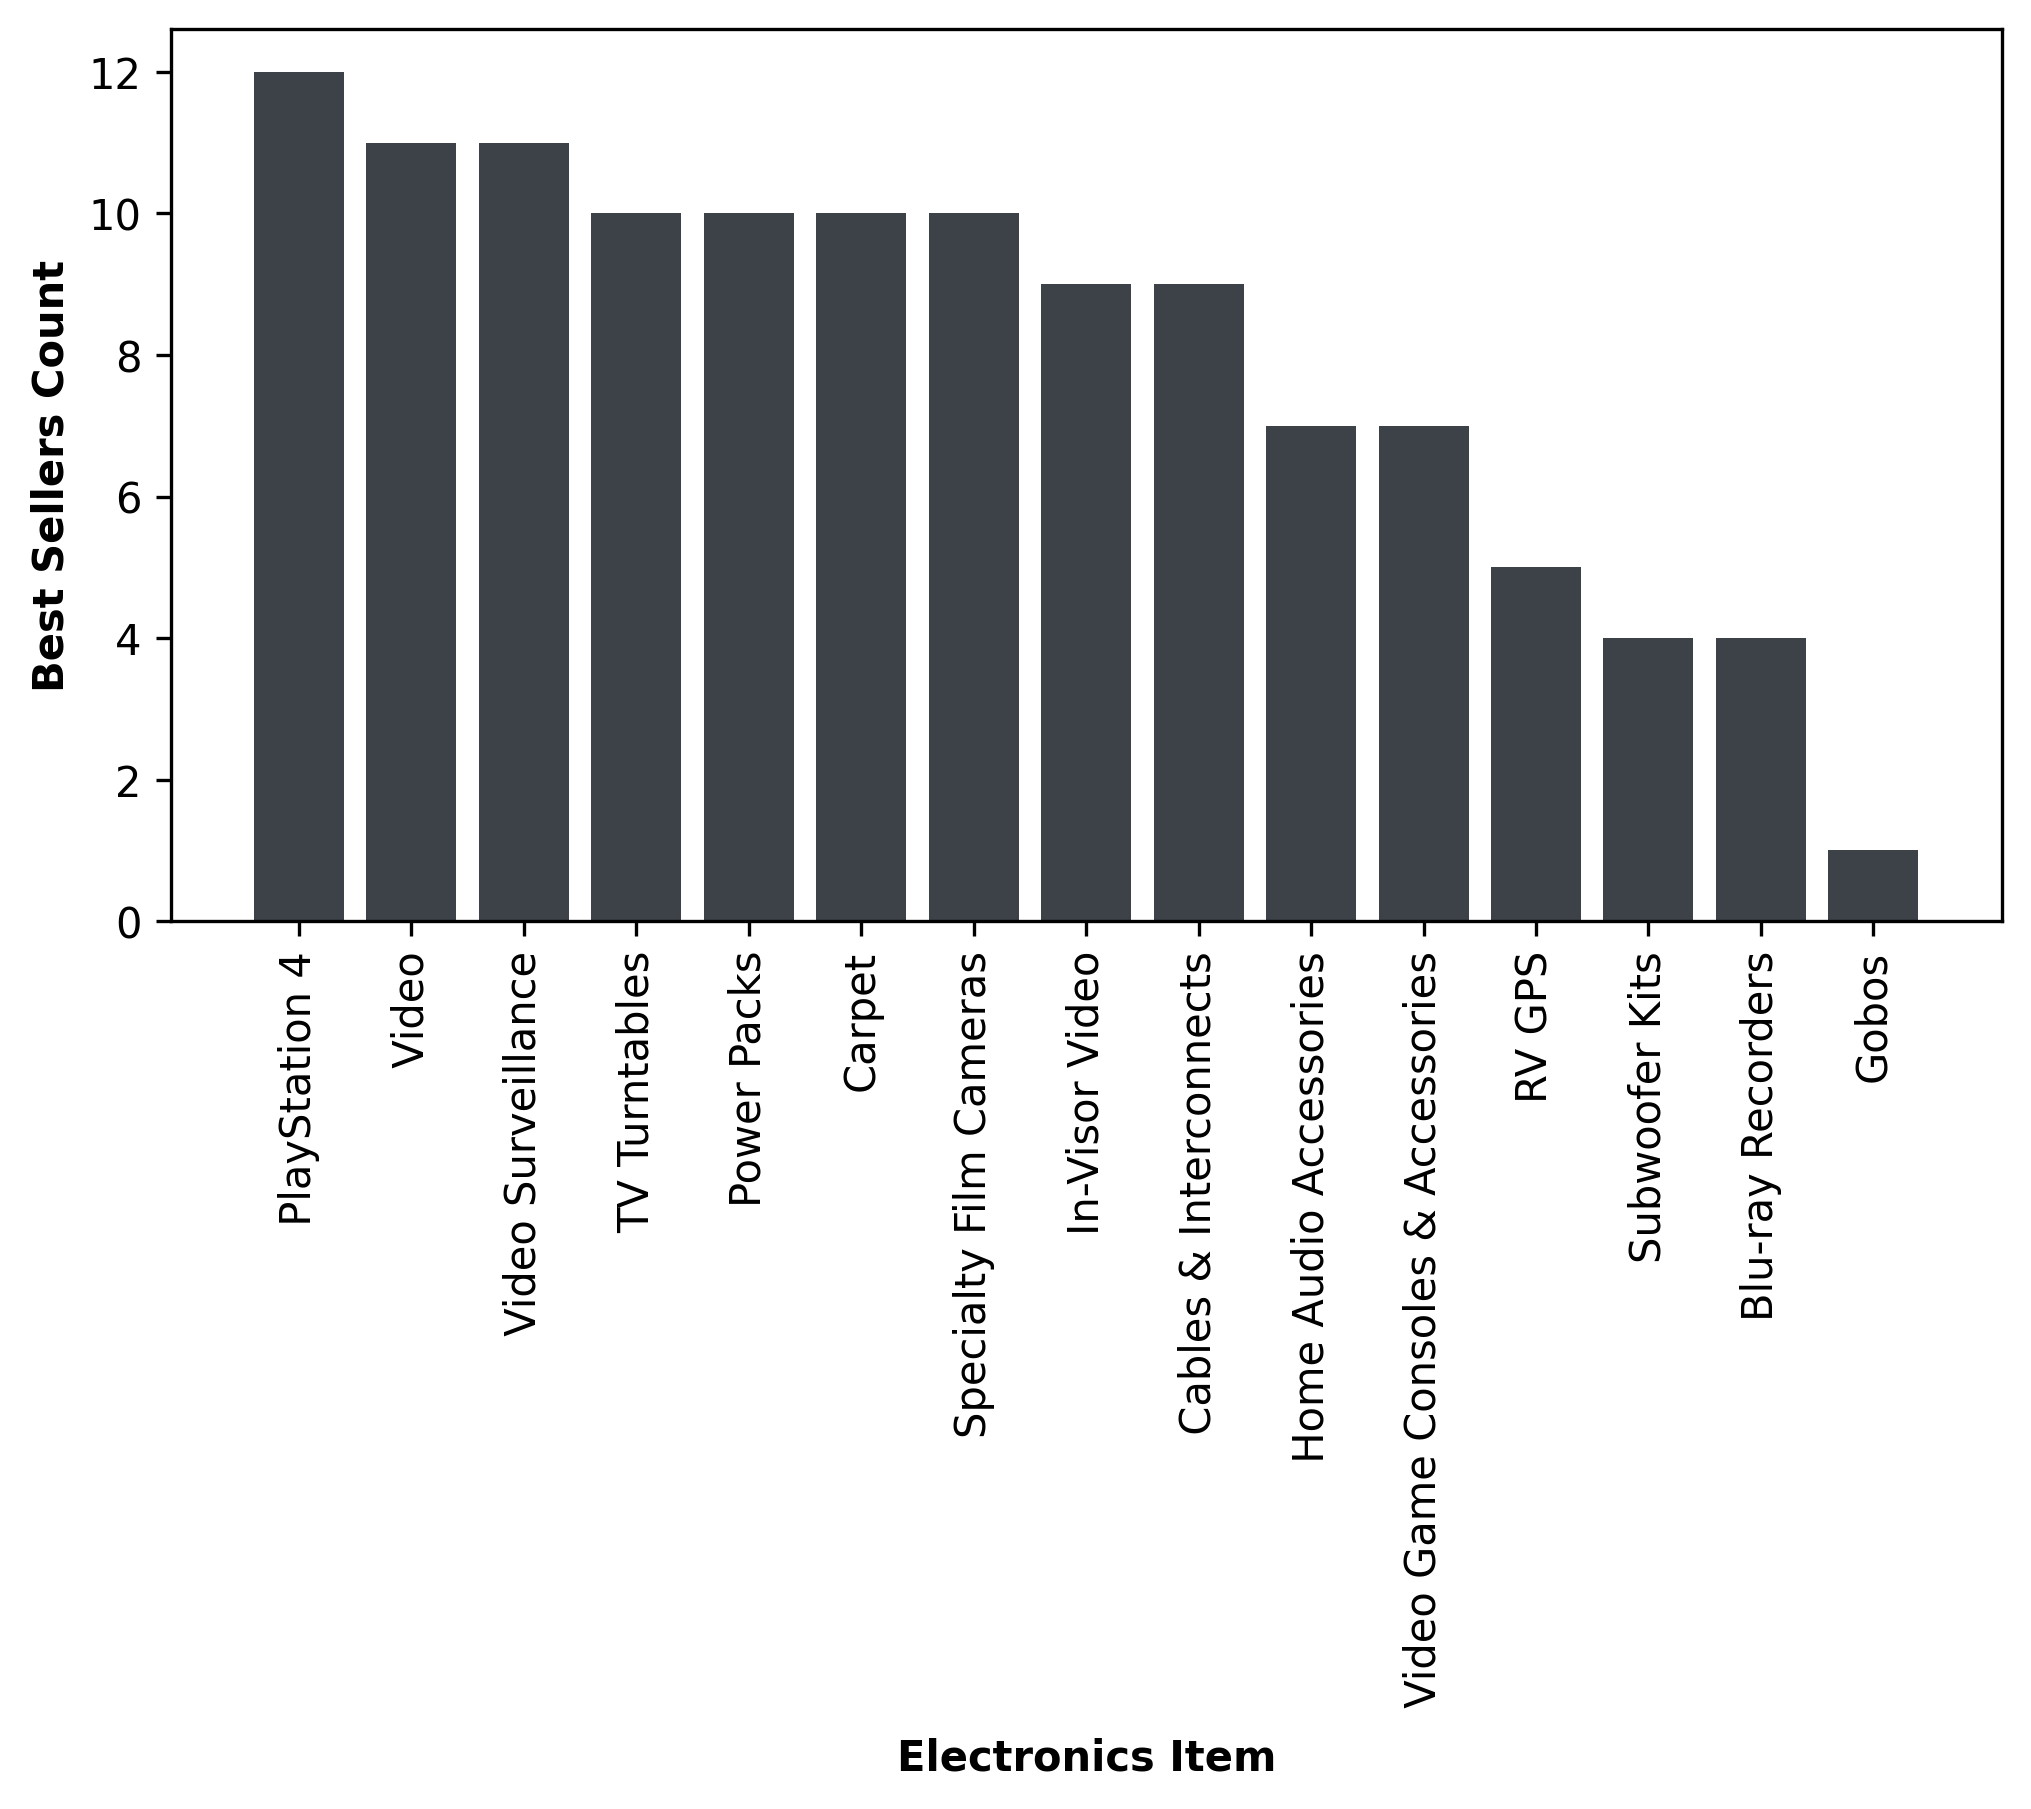 Best Sellers Count
12
10
8
6
4
2
0
PlayStation 4
Video
Video Surveillance
TV Turntables
Power Packs
Carpet
Specialty Film Cameras
In-Visor Video
Cables & Interconnects
Home Audio Accessories
Video Game Consoles & Accessories
RV GPS
Subwoofer Kits
Blu-ray Recorders
Gobos
Electronics Item